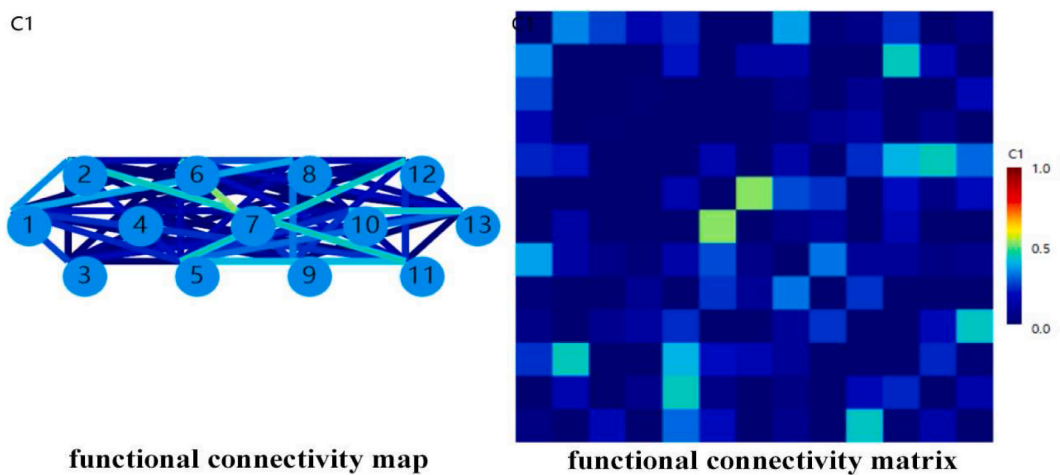 C1
C1
2 6 8 12
1 4 7 10 13
3 5 9 11
C1
1.0
0.5
0.0
functional connectivity map
functional connectivity matrix